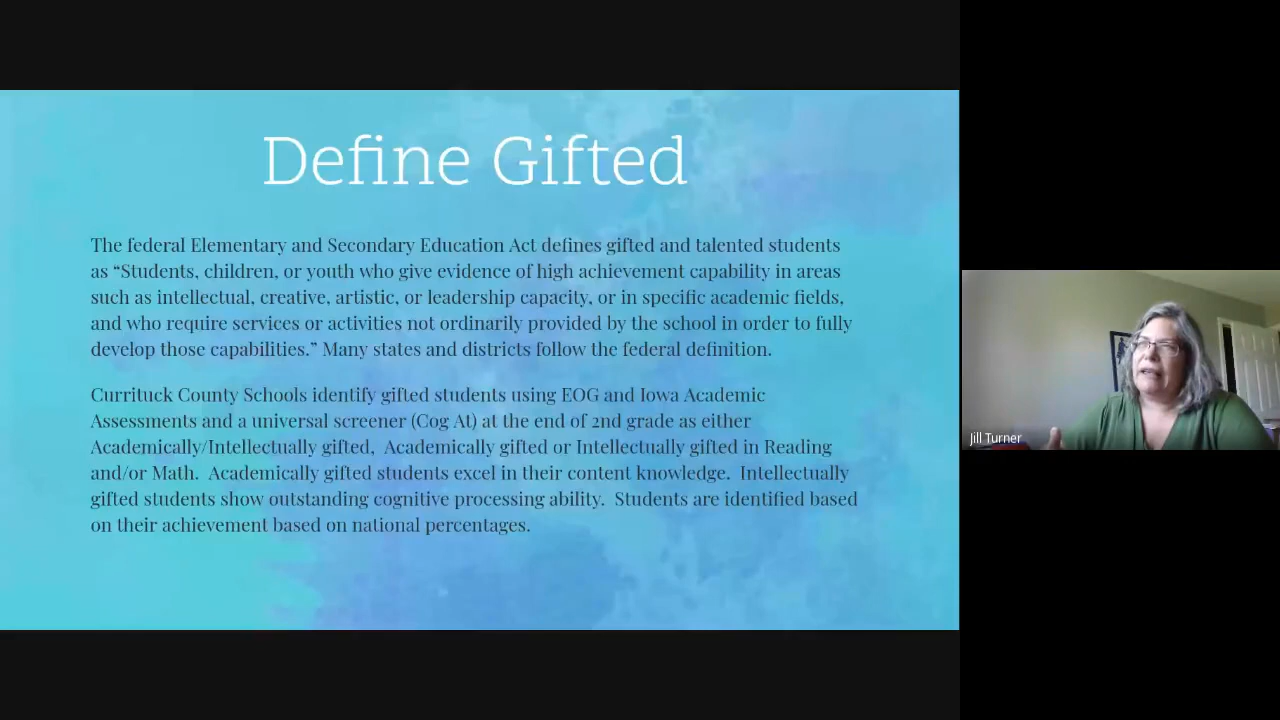 Define Gifted
The federal Elementary and Secondary Education Act defines gifted and talented students
as “Students, children, or youth who give evidence of high achievement capability in areas
such as intellectual, creative, artistic, or leadership capacity, or in specific academic fields,
and who require services or activities not ordinarily provided by the school in order to fully
develop those capabilities.” Many states and districts follow the federal definition.
Currituck County Schools identify gifted students using EOG and Iowa Academic
Assessments and a universal screener (Cog At) at the end of 2nd grade as either
Academically/Intellectually gifted,  Academically gifted or Intellectually gifted in Reading
and/or Math.  Academically gifted students excel in their content knowledge.  Intellectually
gifted students show outstanding cognitive processing ability.  Students are identified based
on their achievement based on national percentages.
Jill Turner